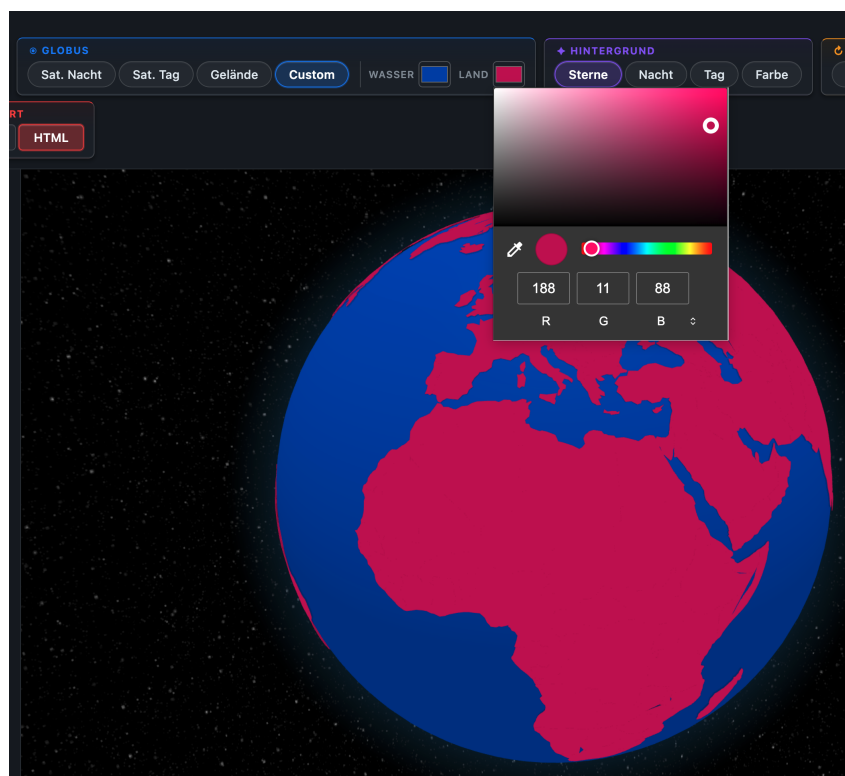 GLOBUS
Sat. Nacht Sat. Tag Gelände Custom WASSER LAND
HINTERGRUND
Sterne Nacht Tag Farbe
RT
HTML
188 11 88
R G B